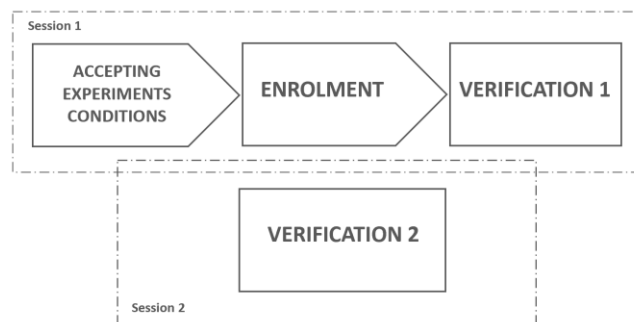 Session 1
ACCEPTING
EXPERIMENTS
CONDITIONS
ENROLMENT
VERIFICATION 1
VERIFICATION 2
Session 2